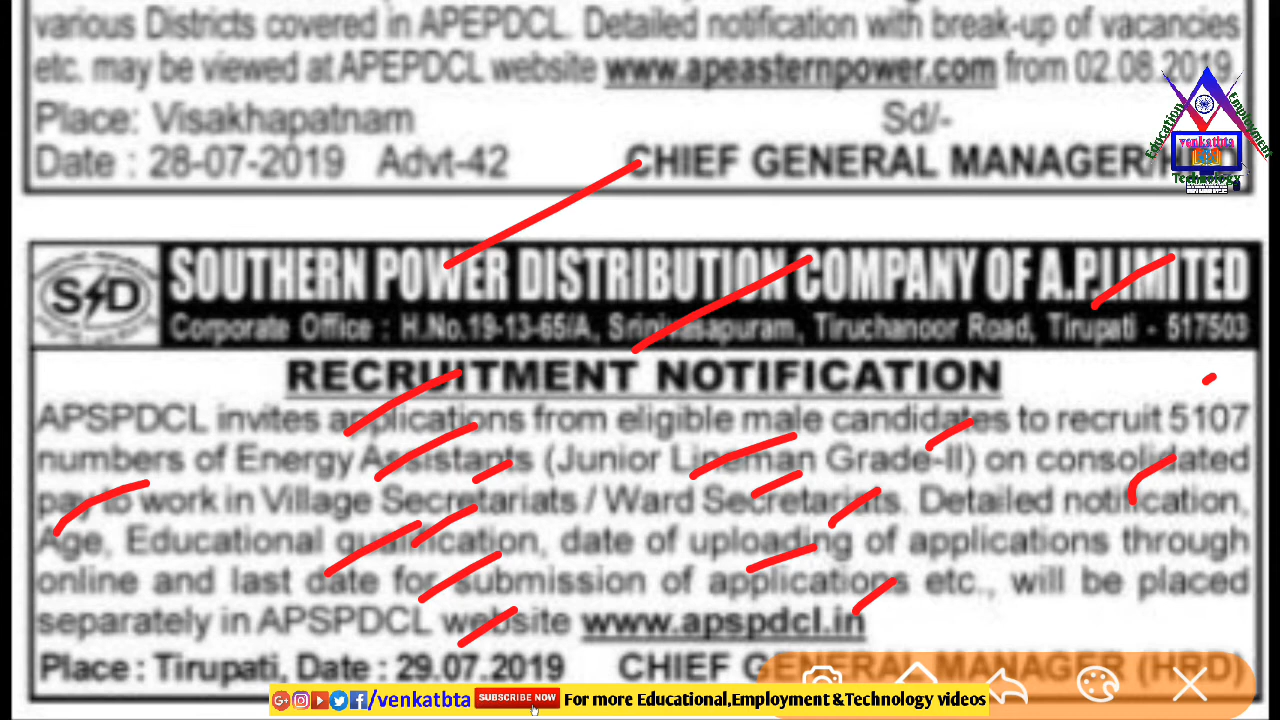 various Districts covered in APEPDCL. Detailed notification with break-up of vacancies
etc. may be viewed at APEPDCL website www.apeasternpower.com from 02.08.2019.
Place: Visakhapatnam Sd/-
Date : 28-07-2019 Advt-42 CHIEF GENERAL MANAGER/
Education
Employment
venkatbta
Technology
SD
SOUTHERN POWER DISTRIBUTION COMPANY OF A.P.LIMITED
Corporate Office : H.No.19-13-65/A, Srinivasapuram, Tiruchanoor Road, Tirupati - 517503
RECRUITMENT NOTIFICATION
APSPDCL invites applications from eligible male candidates to recruit 5107
numbers of Energy Assistants (Junior Lineman Grade-II) on consolidated
pay to work in Village Secretariats / Ward Secretariats. Detailed notification,
Age, Educational qualification, date of uploading of applications through
online and last date for submission of applications etc., will be placed
separately in APSPDCL website www.apspdcl.in
Place : Tirupati, Date : 29.07.2019 CHIEF GENERAL MANAGER (HRD)
/venkatbta SUBSCRIBE NOW For more Educational,Employment &Technology videos